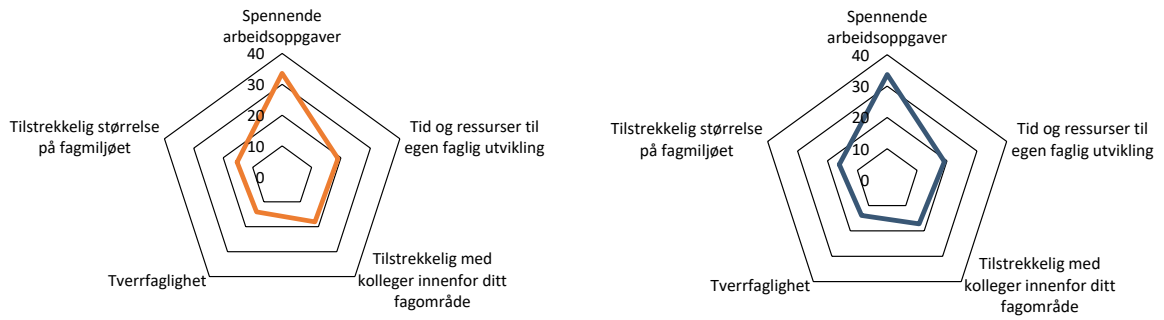 Spennende
arbeidsoppgaver
40
30
20
10
0
Tid og ressurser til
egen faglig utvikling
Tilstrekkelig med
kolleger innenfor ditt
fagområde
Tverrfaglighet
Tilstrekkelig størrelse
på fagmiljøet
Spennende
arbeidsoppgaver
40
30
20
10
0
Tid og ressurser til
egen faglig utvikling
Tilstrekkelig med
kolleger innenfor ditt
fagområde
Tverrfaglighet
Tilstrekkelig størrelse
på fagmiljøet